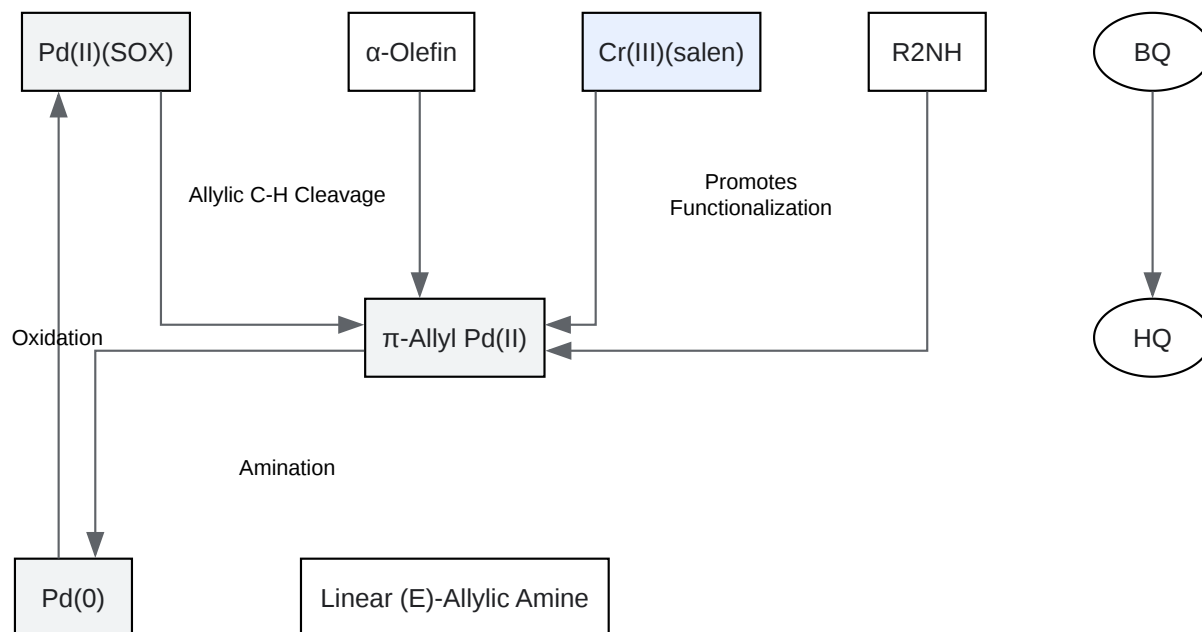 Pd(II)(SOX)
α-Olefin
Cr(III)(salen)
R2NH
BQ
Allylic C-H Cleavage
Promotes
Functionalization
Oxidation
π-Allyl Pd(II)
HQ
Amination
Pd(0)
Linear (E)-Allylic Amine